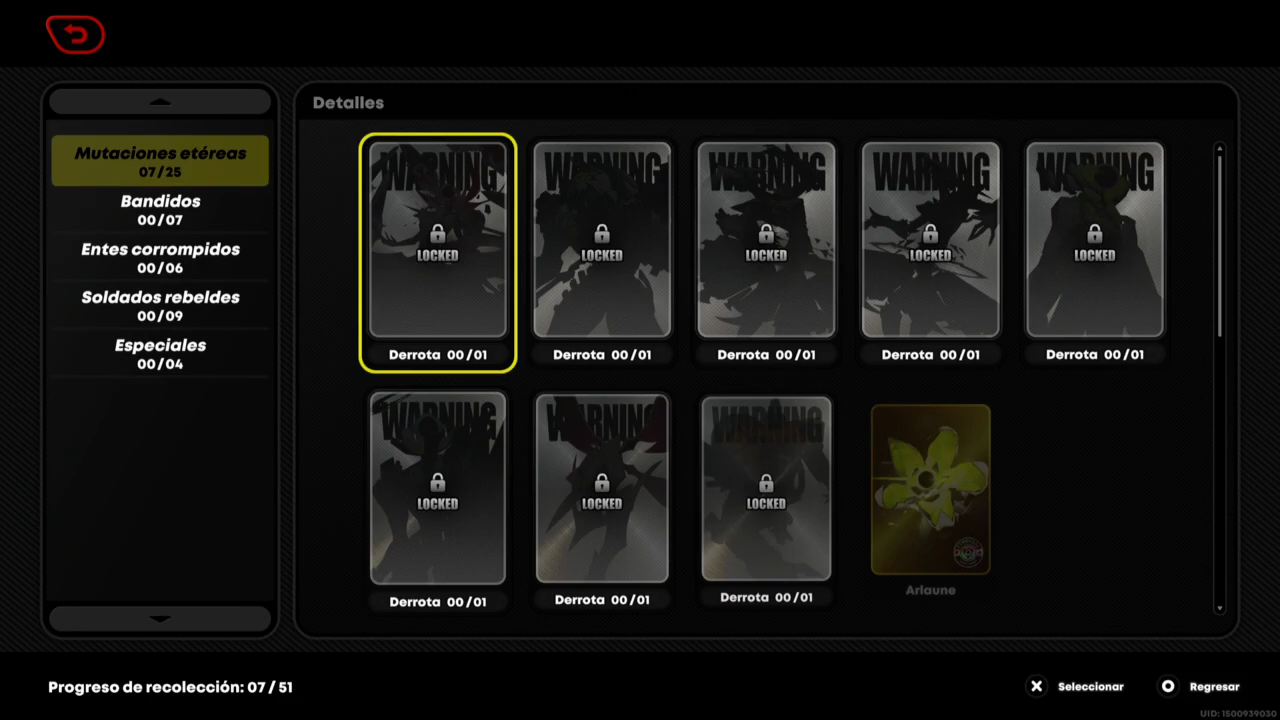 Detalles
Mutaciones etéreas
07/25
Bandidos
00/07
Entes corrompidos
00/06
Soldados rebeldes
00/09
Especiales
00/04
WARNING WARNING WARNING WARNING WARNING
LOCKED LOCKED LOCKED LOCKED LOCKED
Derrota 00/01 Derrota 00/01 Derrota 00/01 Derrota 00/01 Derrota 00/01
WARNING WARNING WARNING
LOCKED LOCKED LOCKED
Derrota 00/01 Derrota 00/01 Derrota 00/01 Arlaune
Progreso de recolección: 07/51
Seleccionar Regresar
UID: 1500939030